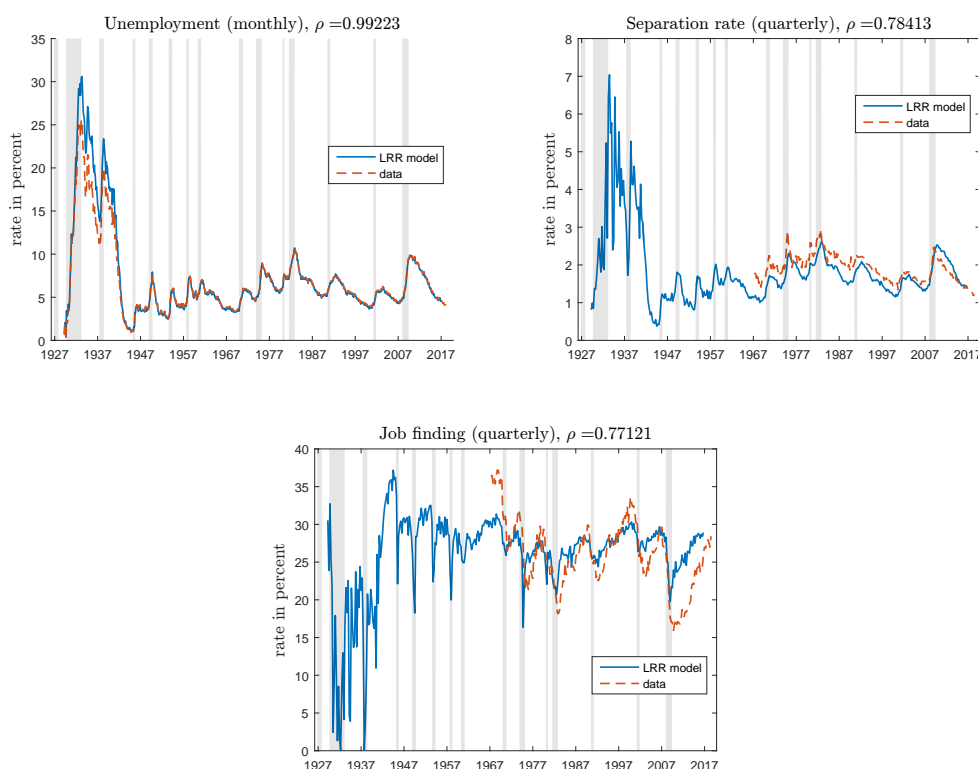 Unemployment (monthly), ρ =0.99223
35
30
25
20
15
10
5
0
rate in percent
LRR model
data
1927 1937 1947 1957 1967 1977 1987 1997 2007 2017
Separation rate (quarterly), ρ =0.78413
8
7
6
5
4
3
2
1
0
rate in percent
LRR model
data
1927 1937 1947 1957 1967 1977 1987 1997 2007 2017
Job finding (quarterly), ρ =0.77121
40
35
30
25
20
15
10
5
0
rate in percent
LRR model
data
1927 1937 1947 1957 1967 1977 1987 1997 2007 2017